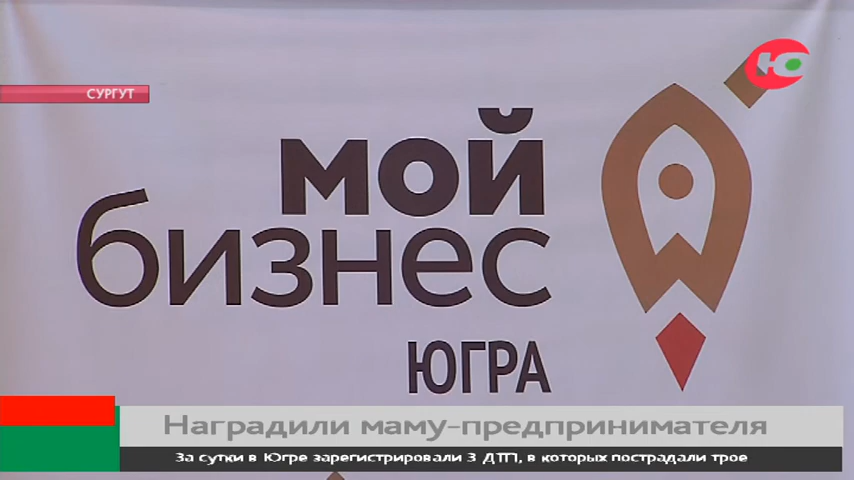 СУРГУТ
Ю
мой
бизнес
ЮГРА
Наградили маму-предпринимателя
За сутки в Югре зарегистрировали 3 ДТП, в которых пострадали трое